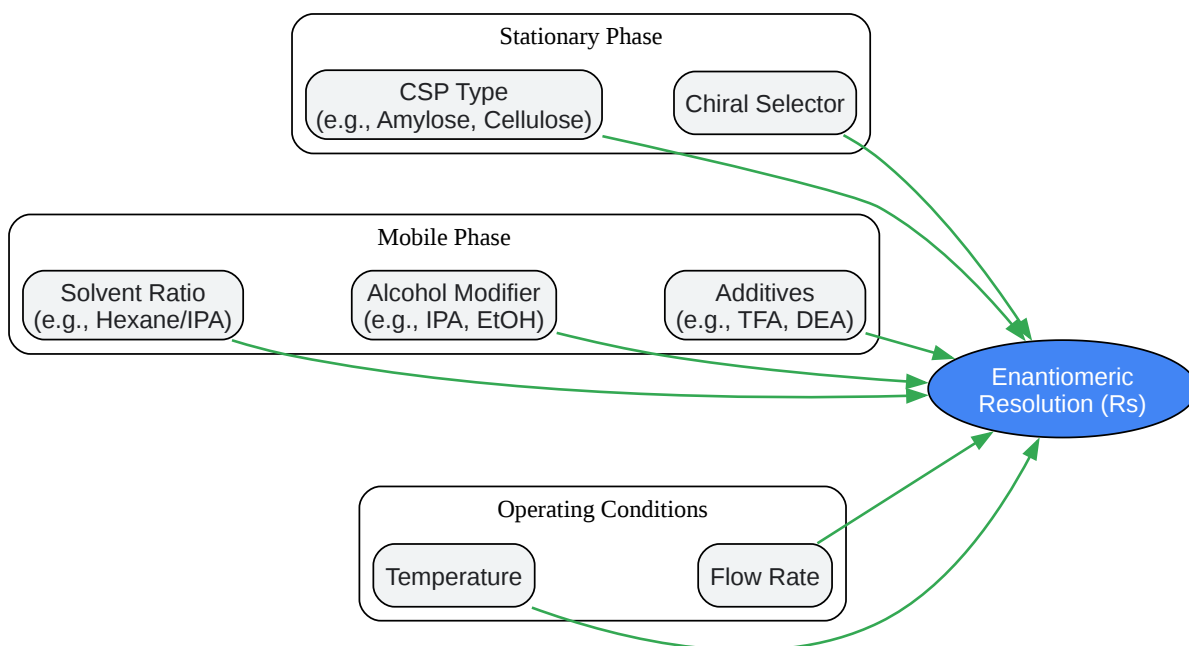 Stationary Phase
CSP Type
(e.g., Amylose, Cellulose)
Chiral Selector
Mobile Phase
Solvent Ratio
(e.g., Hexane/IPA)
Alcohol Modifier
(e.g., IPA, EtOH)
Additives
(e.g., TFA, DEA)
Enantiomeric
Resolution (Rs)
Operating Conditions
Temperature
Flow Rate